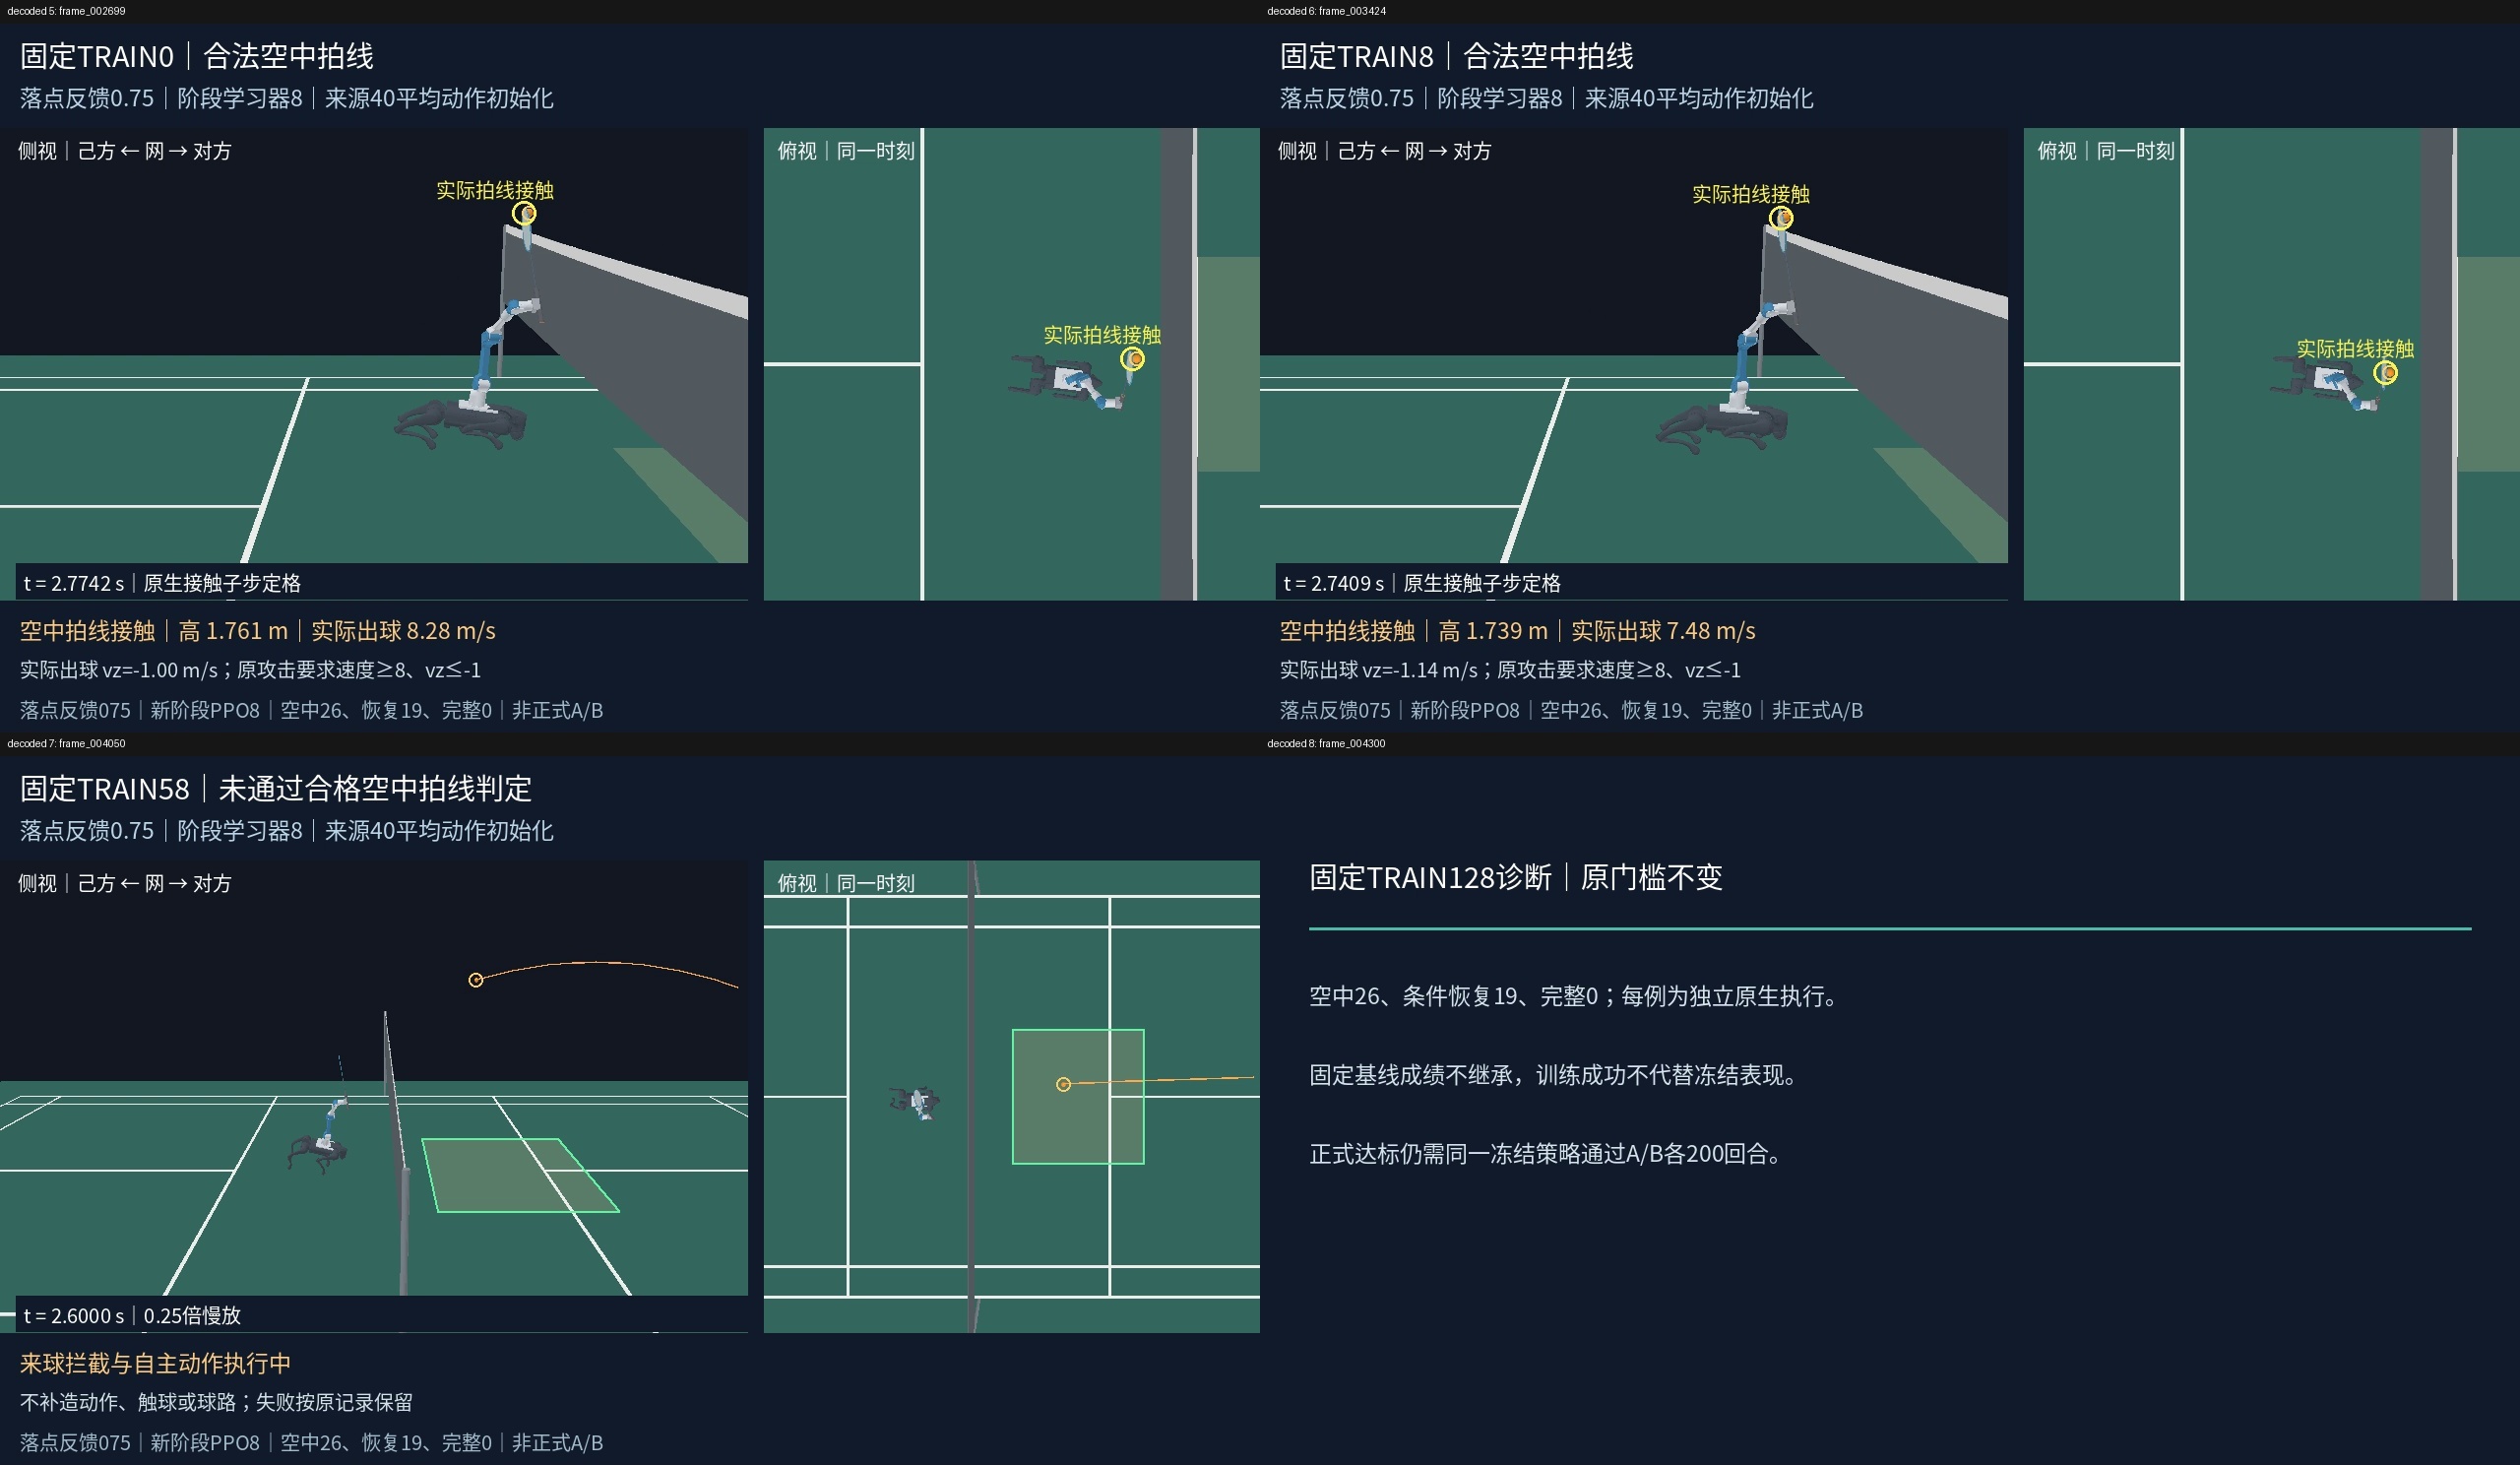 decoded 5: frame_002699
固定TRAIN0｜合法空中拍线
落点反馈0.75｜阶段学习器8｜来源40平均动作初始化
侧视｜己方 ← 网 → 对方
俯视｜同一时刻
实际拍线接触
实际拍线接触
t = 2.7742 s｜原生接触子步定格
空中拍线接触｜高 1.761 m｜实际出球 8.28 m/s
实际出球 vz=-1.00 m/s；原攻击要求速度≥8、vz≤-1
落点反馈075｜新阶段PPO8｜空中26、恢复19、完整0｜非正式A/B
decoded 6: frame_003424
固定TRAIN8｜合法空中拍线
落点反馈0.75｜阶段学习器8｜来源40平均动作初始化
侧视｜己方 ← 网 → 对方
俯视｜同一时刻
实际拍线接触
实际拍线接触
t = 2.7409 s｜原生接触子步定格
空中拍线接触｜高 1.739 m｜实际出球 7.48 m/s
实际出球 vz=-1.14 m/s；原攻击要求速度≥8、vz≤-1
落点反馈075｜新阶段PPO8｜空中26、恢复19、完整0｜非正式A/B
decoded 7: frame_004050
固定TRAIN58｜未通过合格空中拍线判定
落点反馈0.75｜阶段学习器8｜来源40平均动作初始化
侧视｜己方 ← 网 → 对方
俯视｜同一时刻
t = 2.6000 s｜0.25倍慢放
来球拦截与自主动作执行中
不补造动作、触球或球路；失败按原记录保留
落点反馈075｜新阶段PPO8｜空中26、恢复19、完整0｜非正式A/B
decoded 8: frame_004300
固定TRAIN128诊断｜原门槛不变
空中26、条件恢复19、完整0；每例为独立原生执行。
固定基线成绩不继承，训练成功不代替冻结表现。
正式达标仍需同一冻结策略通过A/B各200回合。